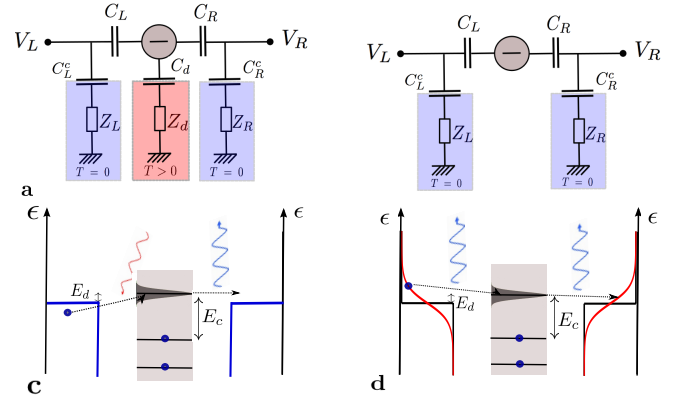 C_L C_R
V_L V_R
C_L^c C_d C_R^c
Z_L Z_d Z_R
T = 0 T > 0 T = 0
a
C_L C_R
V_L V_R
C_L^c C_R^c
Z_L Z_R
T = 0 T = 0
ϵ ϵ
E_d
E_c
c
ϵ ϵ
E_d
E_c
d